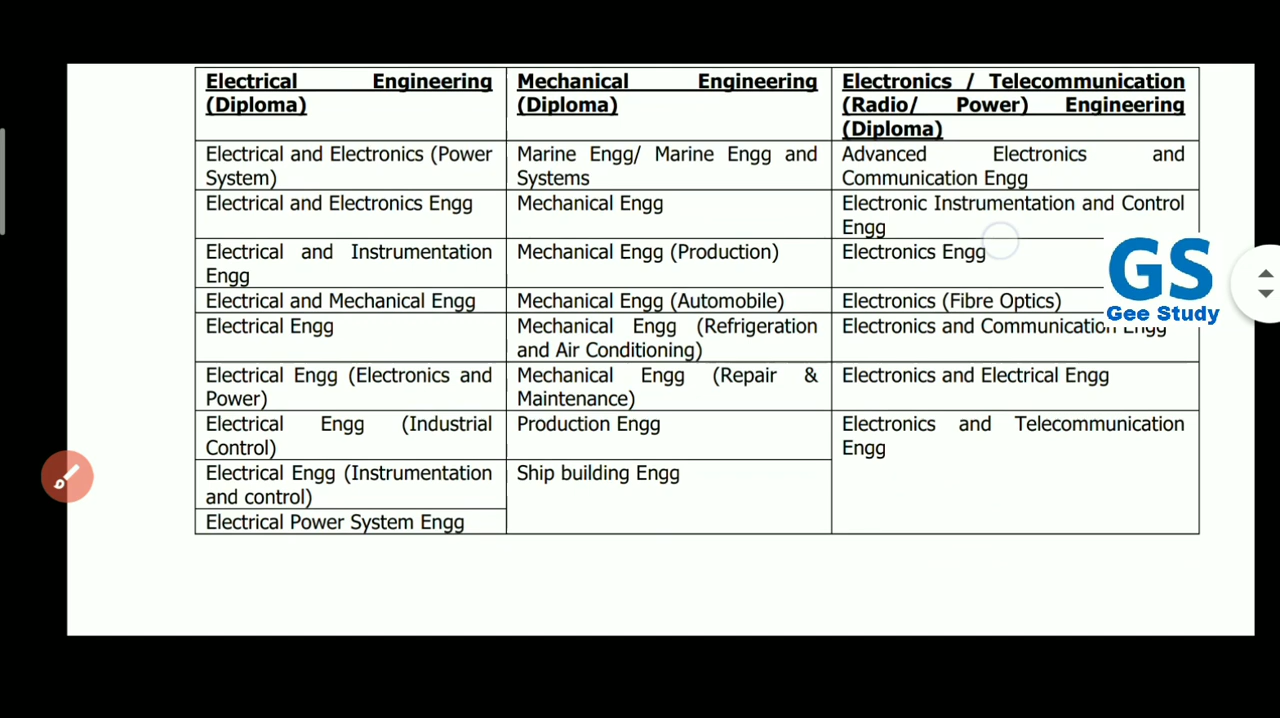 Electrical Engineering
(Diploma)
Mechanical Engineering
(Diploma)
Electronics / Telecommunication
(Radio/ Power) Engineering
(Diploma)
Electrical and Electronics (Power
System)
Marine Engg/ Marine Engg and
Systems
Advanced Electronics and
Communication Engg
Electrical and Electronics Engg
Mechanical Engg
Electronic Instrumentation and Control
Engg
Electrical and Instrumentation
Engg
Mechanical Engg (Production)
Electronics Engg
Electrical and Mechanical Engg
Mechanical Engg (Automobile)
Electronics (Fibre Optics)
Electrical Engg
Mechanical Engg (Refrigeration
and Air Conditioning)
Electronics and Communication Engg
Electrical Engg (Electronics and
Power)
Mechanical Engg (Repair &
Maintenance)
Electronics and Electrical Engg
Electrical Engg (Industrial
Control)
Production Engg
Electronics and Telecommunication
Engg
Electrical Engg (Instrumentation
and control)
Ship building Engg
Electrical Power System Engg
GS
Gee Study